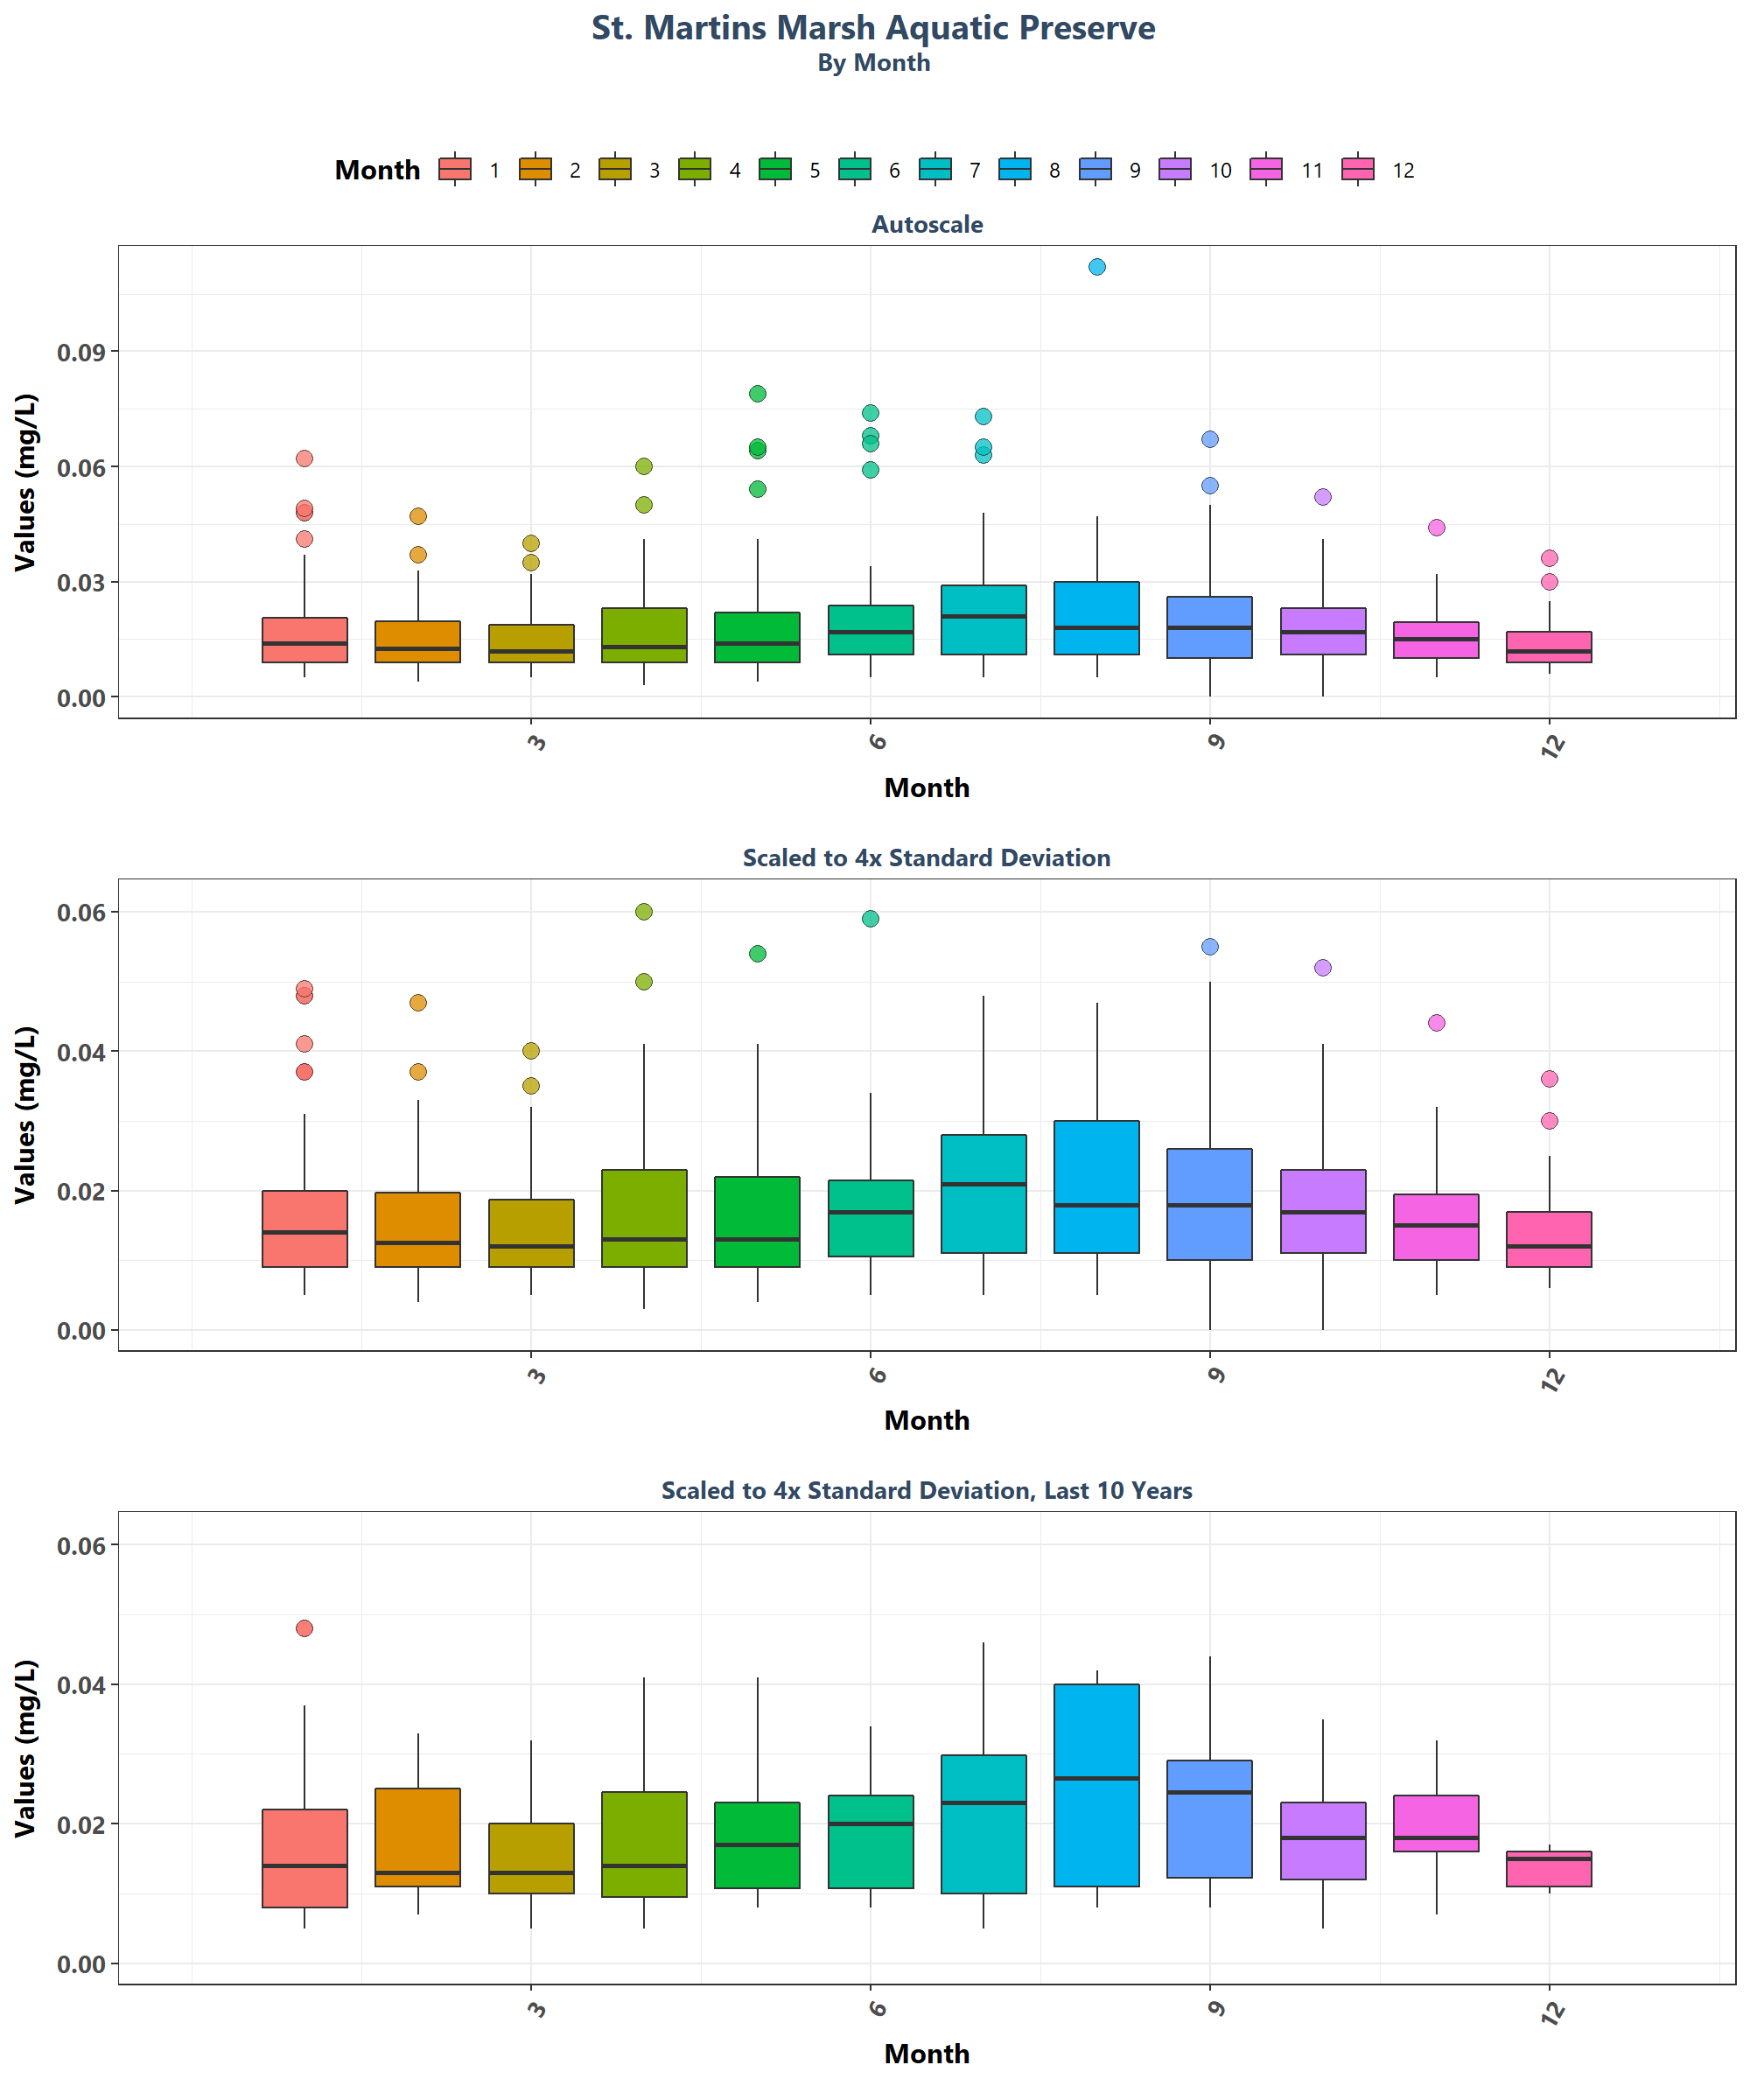 St. Martins Marsh Aquatic Preserve
By Month
Month 1 2 3 4 5 6 7 8 9 10 11 12
Autoscale
Values (mg/L)
0.09
0.06
0.03
0.00
3 6 9 12
Month
Scaled to 4x Standard Deviation
Values (mg/L)
0.06
0.04
0.02
0.00
3 6 9 12
Month
Scaled to 4x Standard Deviation, Last 10 Years
Values (mg/L)
0.06
0.04
0.02
0.00
3 6 9 12
Month